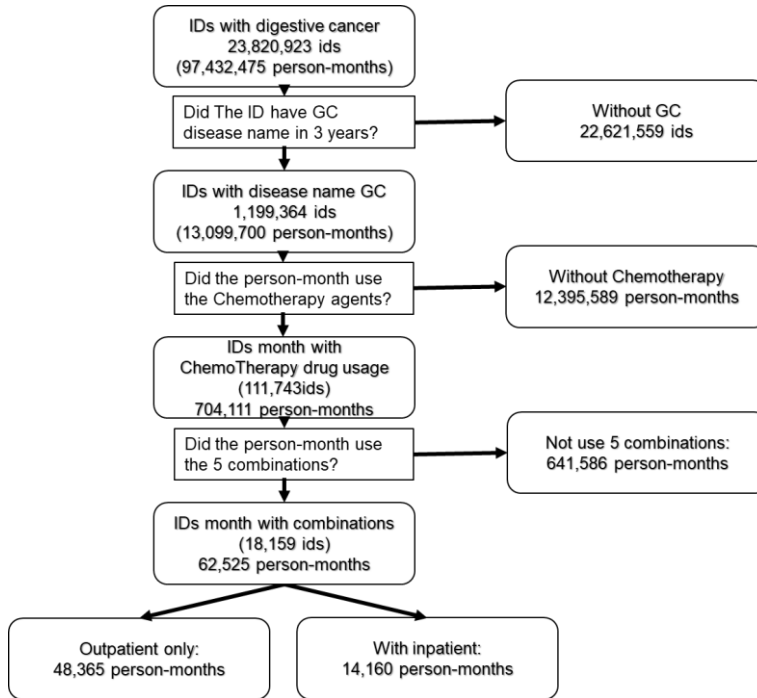 IDs with digestive cancer
23,820,923 ids
(97,432,475 person-months)
Did The ID have GC
disease name in 3 years?
Without GC
22,621,559 ids
IDs with disease name GC
1,199,364 ids
(13,099,700 person-months)
Did the person-month use
the Chemotherapy agents?
Without Chemotherapy
12,395,589 person-months
IDs month with
ChemoTherapy drug usage
(111,743ids)
704,111 person-months
Did the person-month use
the 5 combinations?
Not use 5 combinations:
641,586 person-months
IDs month with combinations
(18,159 ids)
62,525 person-months
Outpatient only:
48,365 person-months
With inpatient:
14,160 person-months